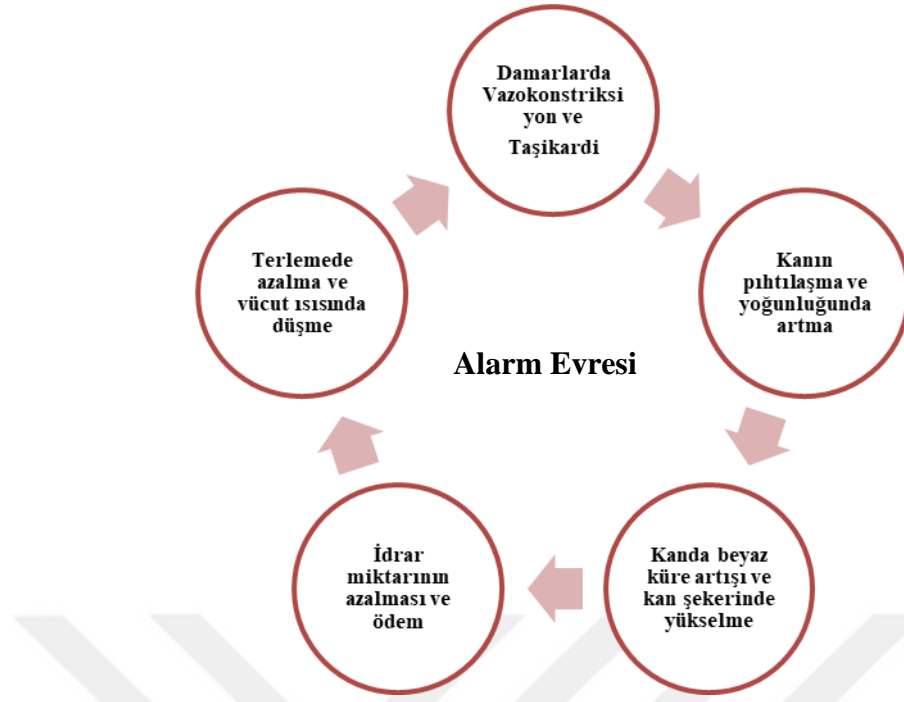 Damarlarda
Vazokonstriksi
yon ve
Taşikardi
Kanın
pıhtılaşma ve
yoğunluğunda
artma
Kanda beyaz
küre artışı ve
kan şekerinde
yükselme
İdrar
miktarının
azalması ve
ödem
Terlemede
azalma ve
vücut ısısında
düşme
Alarm Evresi